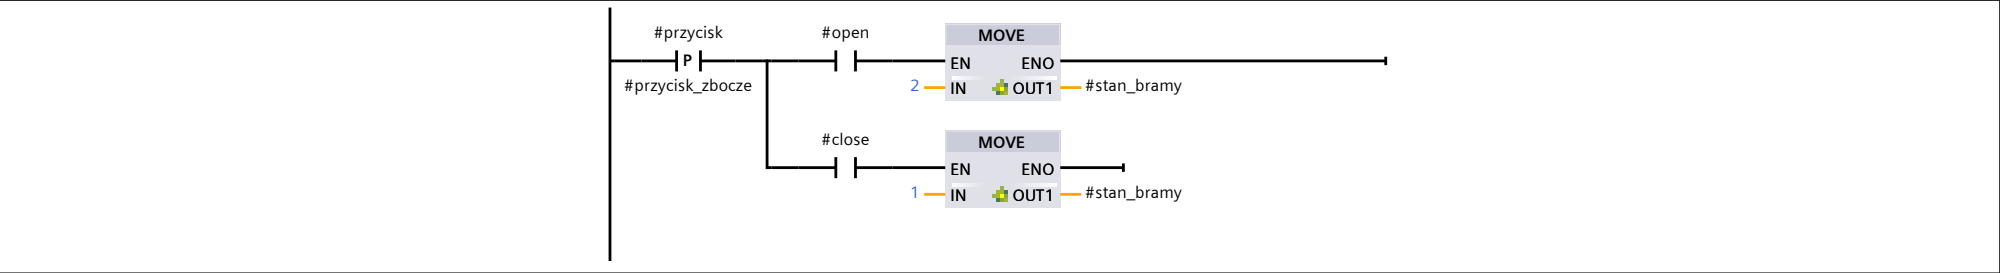 #przycisk #open MOVE
P EN ENO
#przycisk_zbocze 2 IN OUT1 #stan_bramy
#close MOVE
EN ENO
1 IN OUT1 #stan_bramy